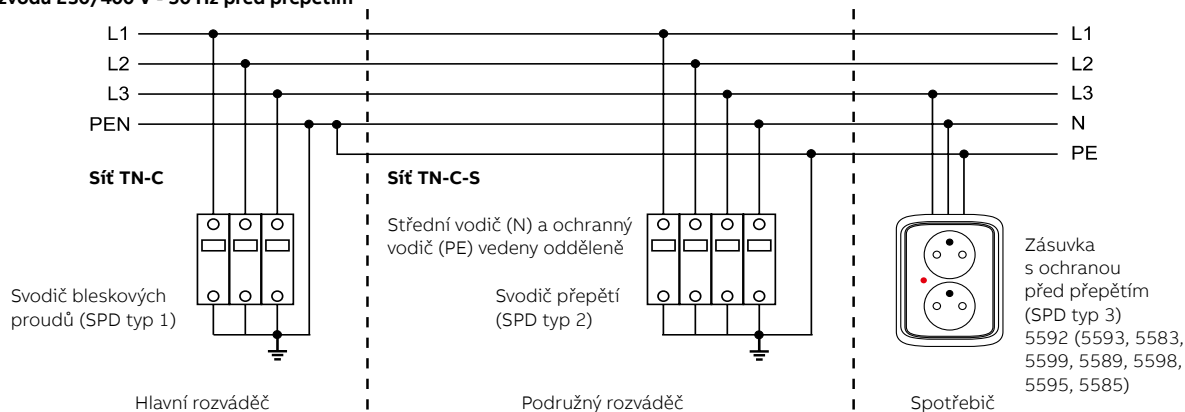 před přepětím
L1
L2
L3
PEN
L1
L2
L3
N
PE
Síť TN-C
Svodič bleskových
proudů (SPD typ 1)
Hlavní rozváděč
Síť TN-C-S
Střední vodič (N) a ochranný
vodič (PE) vedeny odděleně
Svodič přepětí
(SPD typ 2)
Podružný rozváděč
Zásuvka
s ochranou
před přepětím
(SPD typ 3)
5592 (5593, 5583,
5599, 5589, 5598,
5595, 5585)
Spotřebič